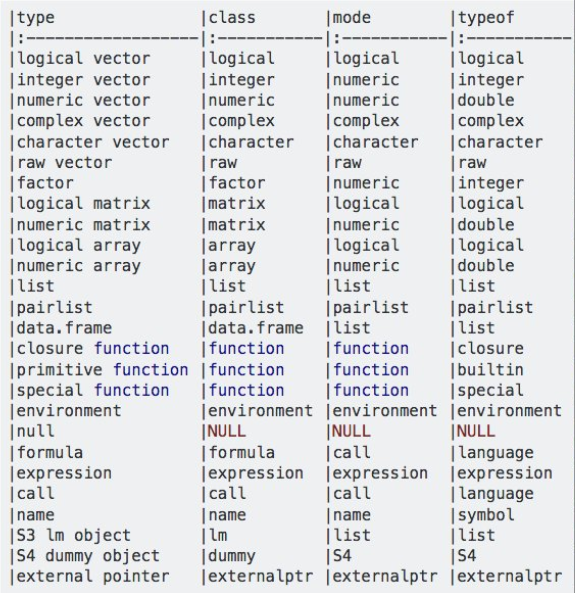 |type |class |mode |typeof
|:------------------|:-----------|:-----------|:-----------
|logical vector |logical |logical |logical
|integer vector |integer |numeric |integer
|numeric vector |numeric |numeric |double
|complex vector |complex |complex |complex
|character vector |character |character |character
|raw vector |raw |raw |raw
|factor |factor |numeric |integer
|logical matrix |matrix |logical |logical
|numeric matrix |matrix |numeric |double
|logical array |array |logical |logical
|numeric array |array |numeric |double
|list |list |list |list
|pairlist |pairlist |pairlist |pairlist
|data.frame |data.frame |list |list
|closure function |function |function |closure
|primitive function |function |function |builtin
|special function |function |function |special
|environment |environment |environment |environment
|null |NULL |NULL |NULL
|formula |formula |call |language
|expression |expression |expression |expression
|call |call |call |language
|name |name |name |symbol
|S3 lm object |lm |list |list
|S4 dummy object |dummy |S4 |S4
|external pointer |externalptr |externalptr |externalptr